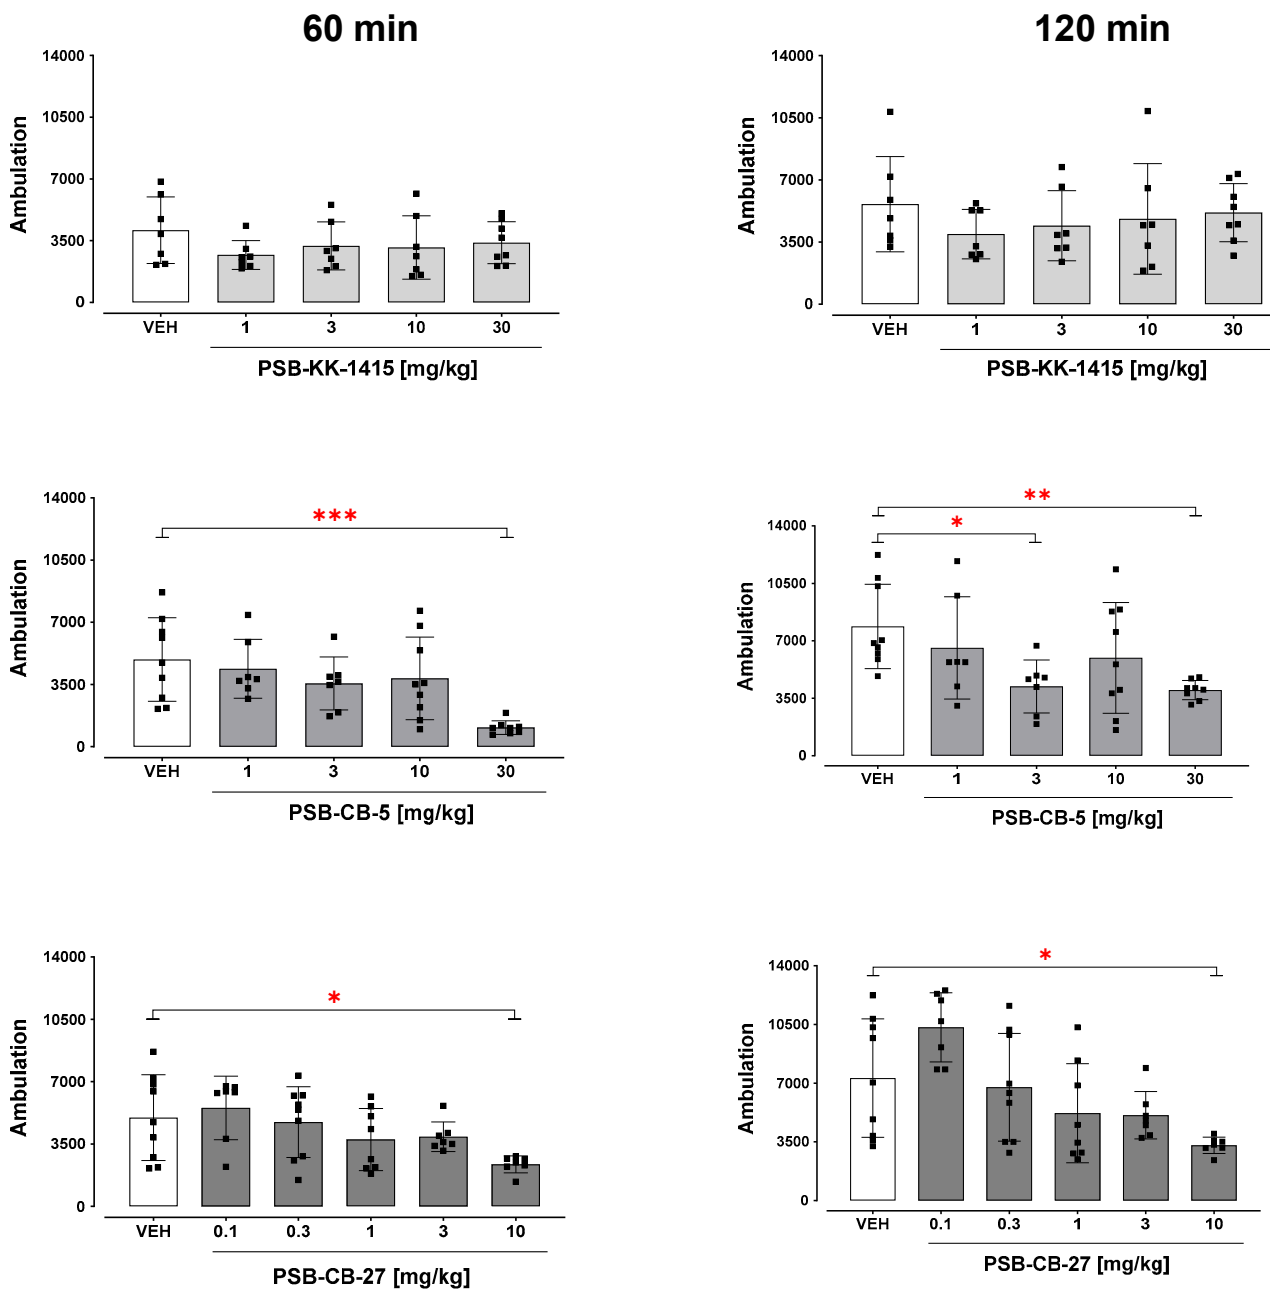 60 min
120 min
14000
10500
7000
3500
0
Ambulation
VEH 1 3 10 30
PSB-KK-1415 [mg/kg]
14000
10500
7000
3500
0
Ambulation
VEH 1 3 10 30
PSB-KK-1415 [mg/kg]
14000
10500
7000
3500
0
Ambulation
***
VEH 1 3 10 30
PSB-CB-5 [mg/kg]
14000
10500
7000
3500
0
Ambulation
**
*
VEH 1 3 10 30
PSB-CB-5 [mg/kg]
14000
10500
7000
3500
0
Ambulation
*
VEH 0.1 0.3 1 3 10
PSB-CB-27 [mg/kg]
14000
10500
7000
3500
0
Ambulation
*
VEH 0.1 0.3 1 3 10
PSB-CB-27 [mg/kg]